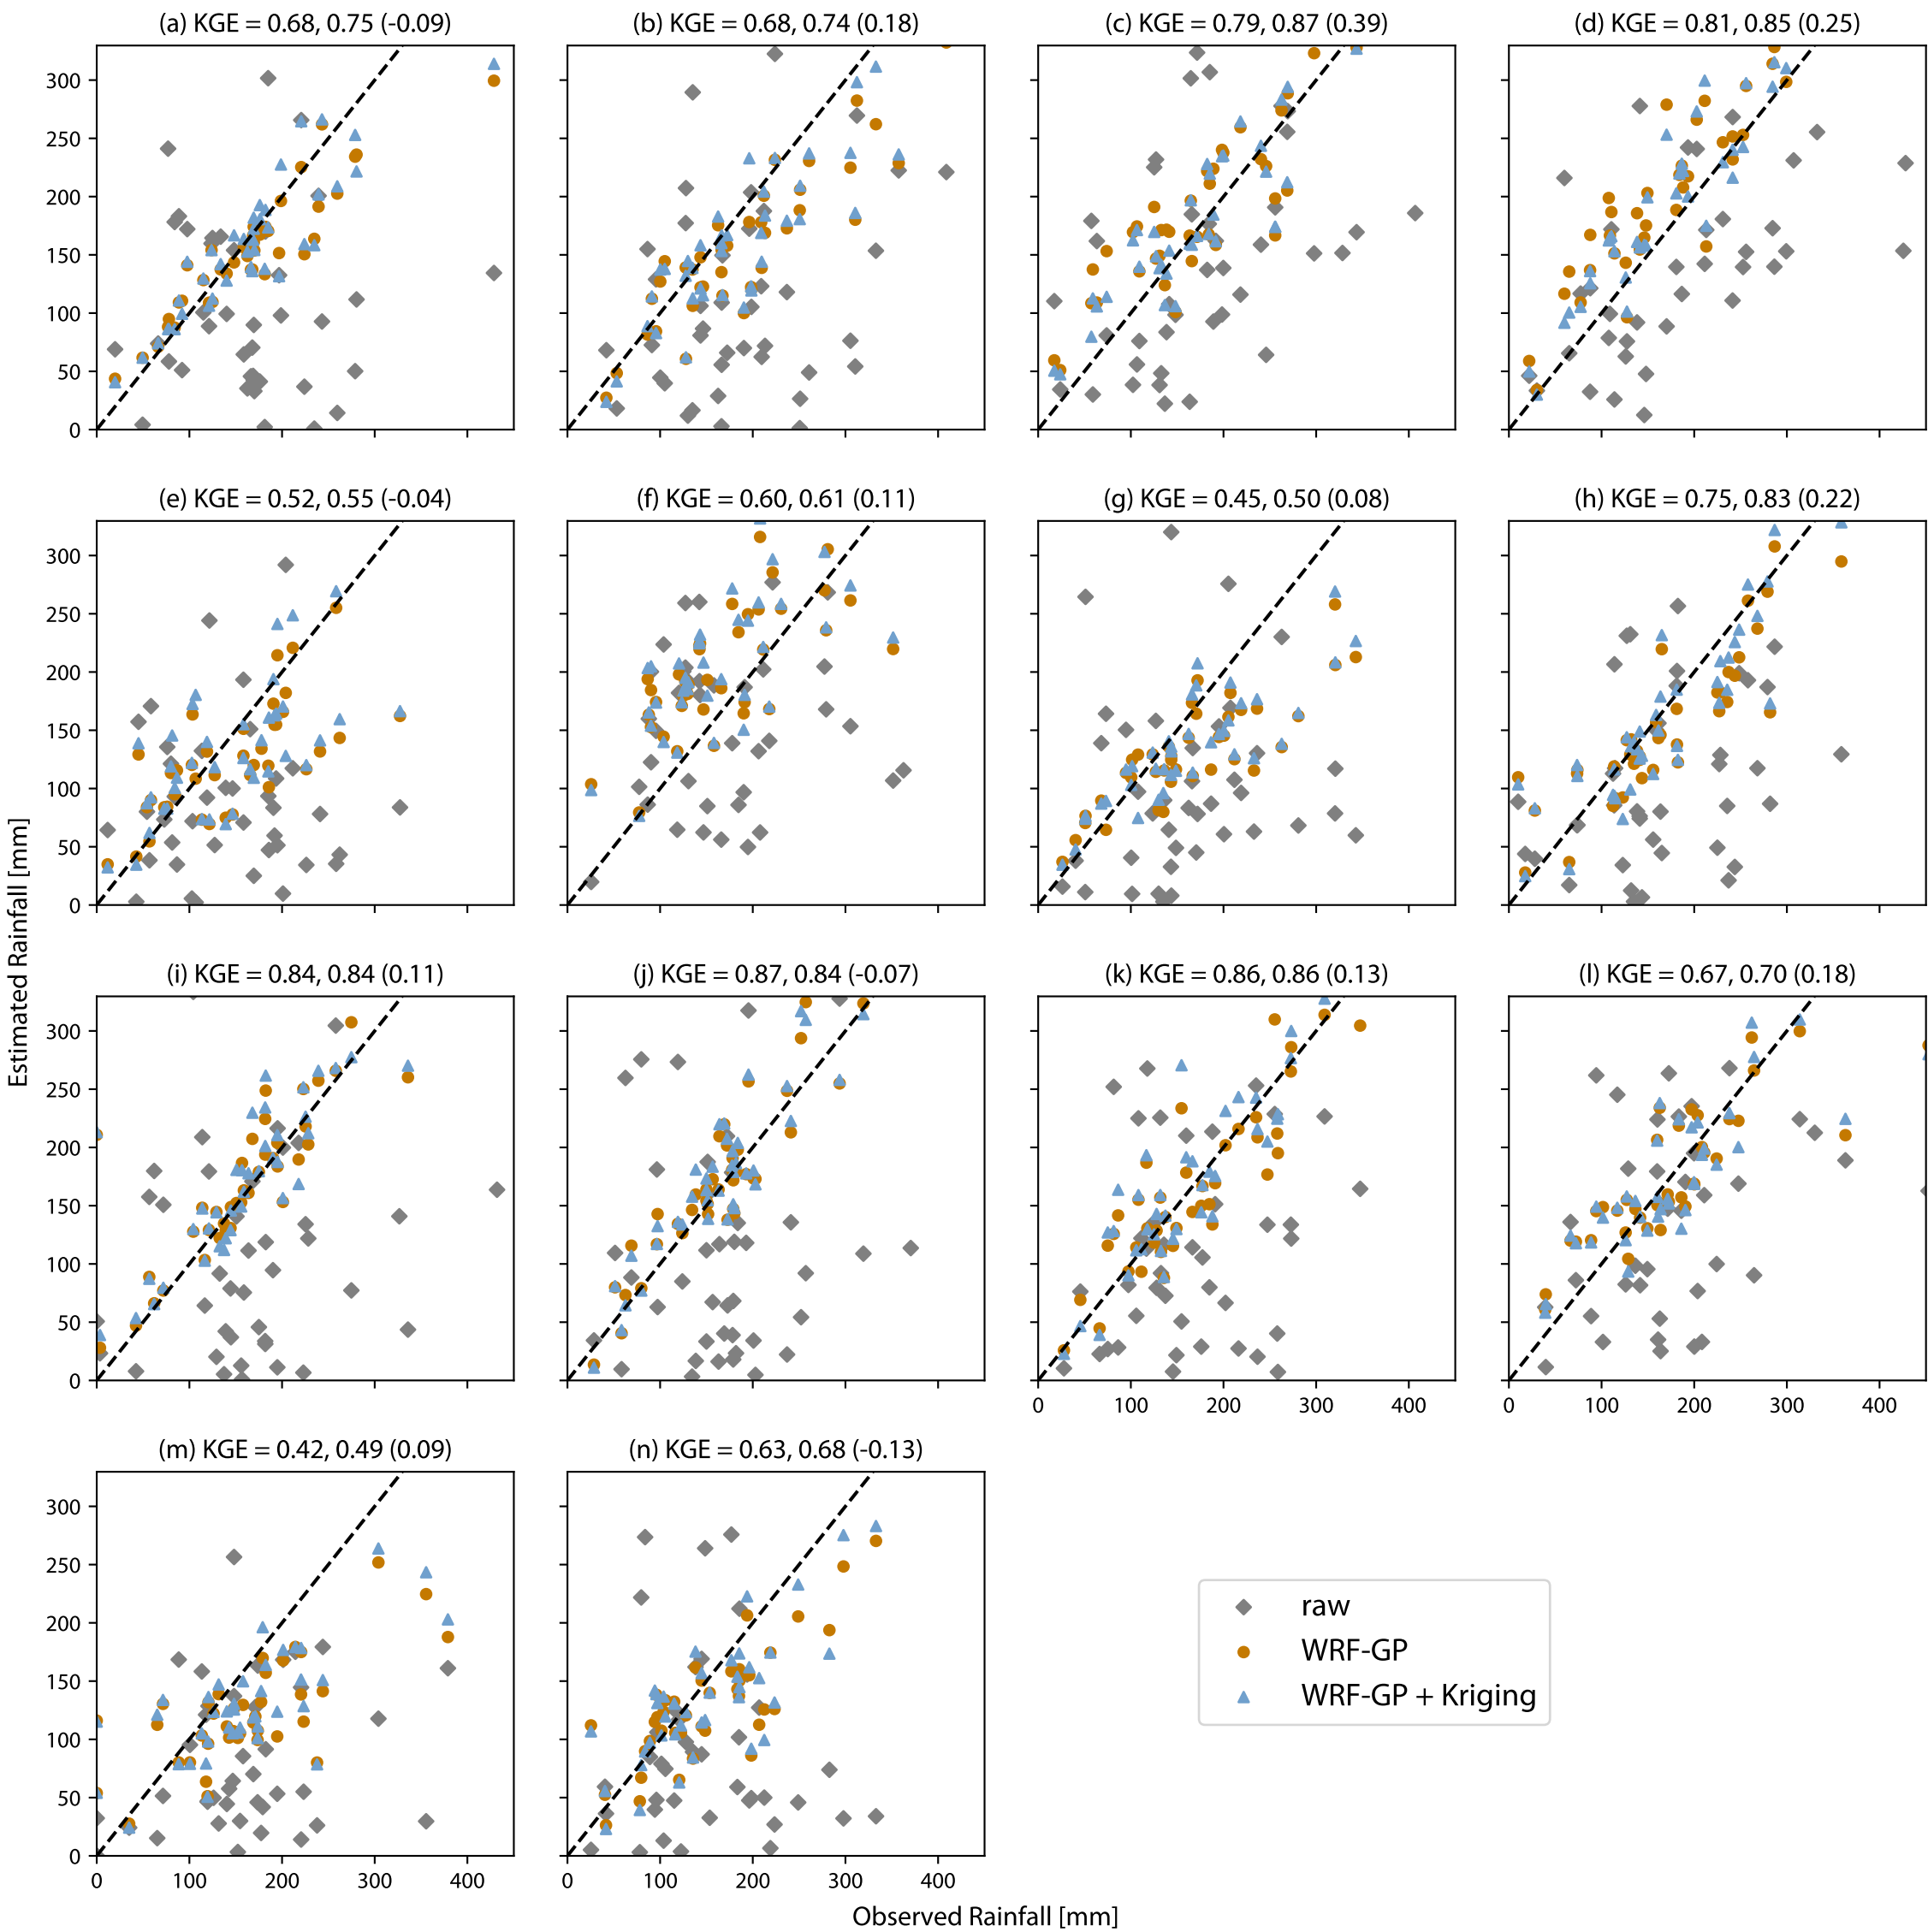 (a) KGE = 0.68, 0.75 (-0.09)
(b) KGE = 0.68, 0.74 (0.18)
(c) KGE = 0.79, 0.87 (0.39)
(d) KGE = 0.81, 0.85 (0.25)
300
250
200
150
100
50
0
(e) KGE = 0.52, 0.55 (-0.04)
(f) KGE = 0.60, 0.61 (0.11)
(g) KGE = 0.45, 0.50 (0.08)
(h) KGE = 0.75, 0.83 (0.22)
300
250
200
150
100
50
0
Estimated Rainfall [mm]
(i) KGE = 0.84, 0.84 (0.11)
(j) KGE = 0.87, 0.84 (-0.07)
(k) KGE = 0.86, 0.86 (0.13)
(l) KGE = 0.67, 0.70 (0.18)
300
250
200
150
100
50
0
0 100 200 300 400
0 100 200 300 400
(m) KGE = 0.42, 0.49 (0.09)
(n) KGE = 0.63, 0.68 (-0.13)
300
250
200
150
100
50
0
0 100 200 300 400
0 100 200 300 400
raw
WRF-GP
WRF-GP + Kriging
Observed Rainfall [mm]